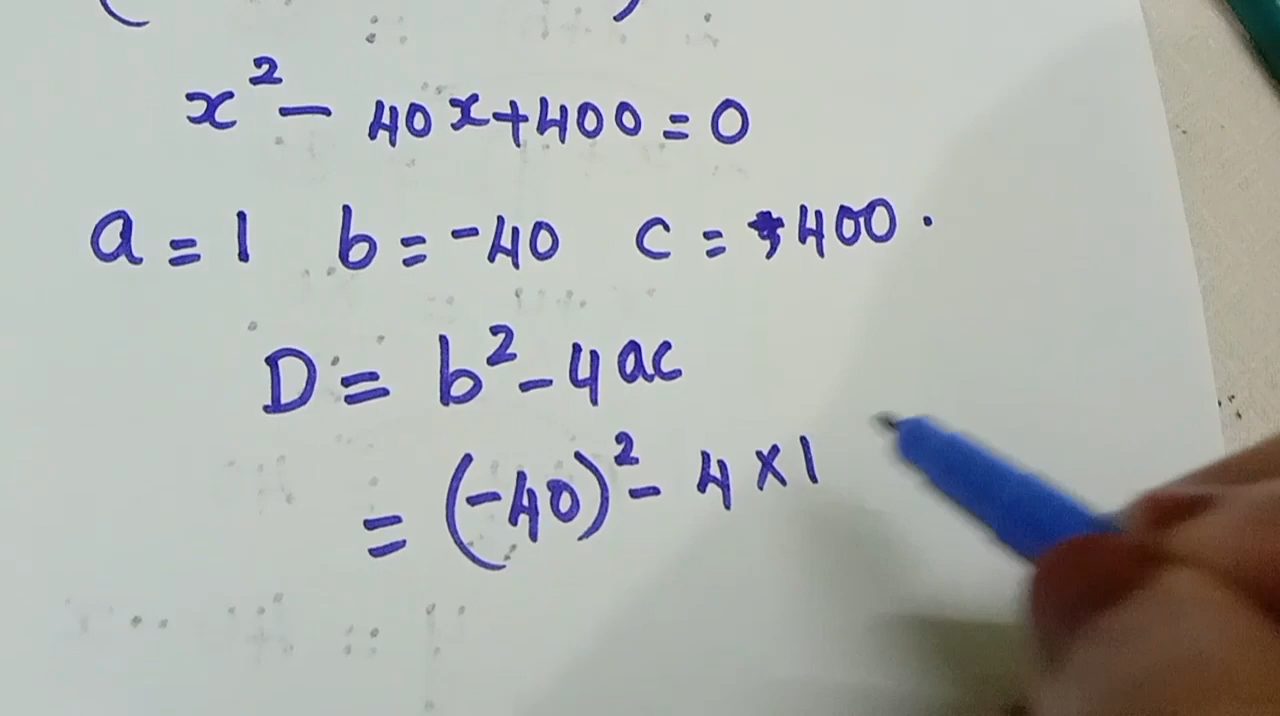 x² - 40x + 400 = 0
a = 1 b = -40 c = 400.
D = b² - 4ac
= (-40)² - 4 × 1